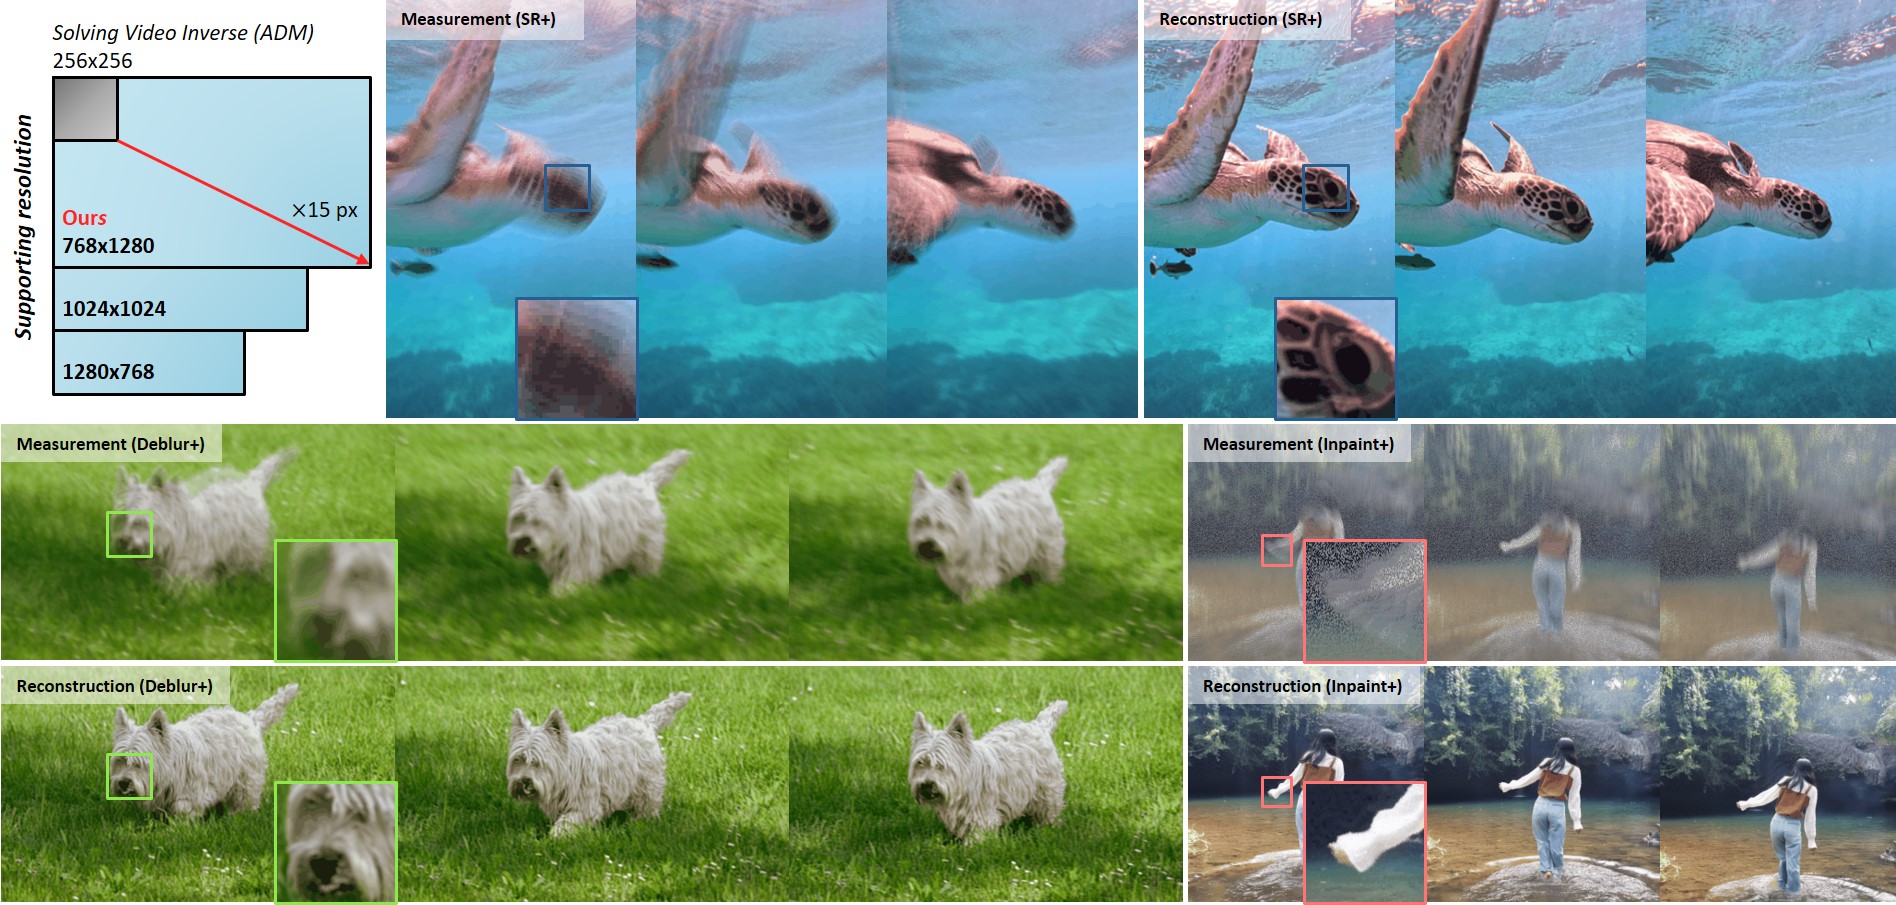 Solving Video Inverse (ADM)
256x256
Supporting resolution
×15 px
Ours
768x1280
1024x1024
1280x768
Measurement (SR+)
Reconstruction (SR+)
Measurement (Deblur+)
Measurement (Inpaint+)
Reconstruction (Deblur+)
Reconstruction (Inpaint+)